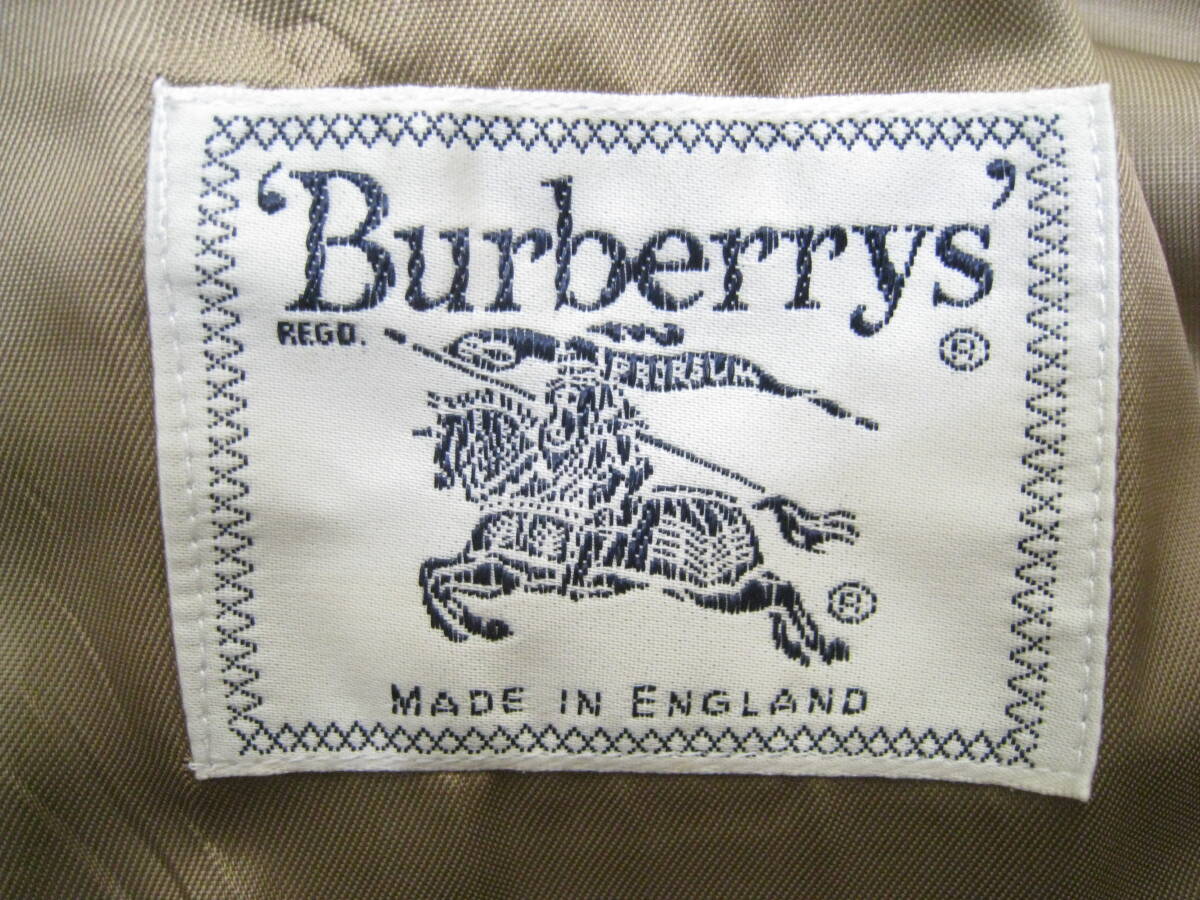 'Burberrys'
REGD.
®
®
MADE IN ENGLAND